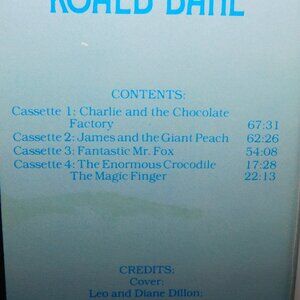 ROALD DAHL
CONTENTS:
Cassette 1: Charlie and the Chocolate
Factory 67:31
Cassette 2: James and the Giant Peach 62:26
Cassette 3: Fantastic Mr. Fox 54:08
Cassette 4: The Enormous Crocodile 17:28
The Magic Finger 22:13
CREDITS:
Cover:
Leo and Diane Dillon;